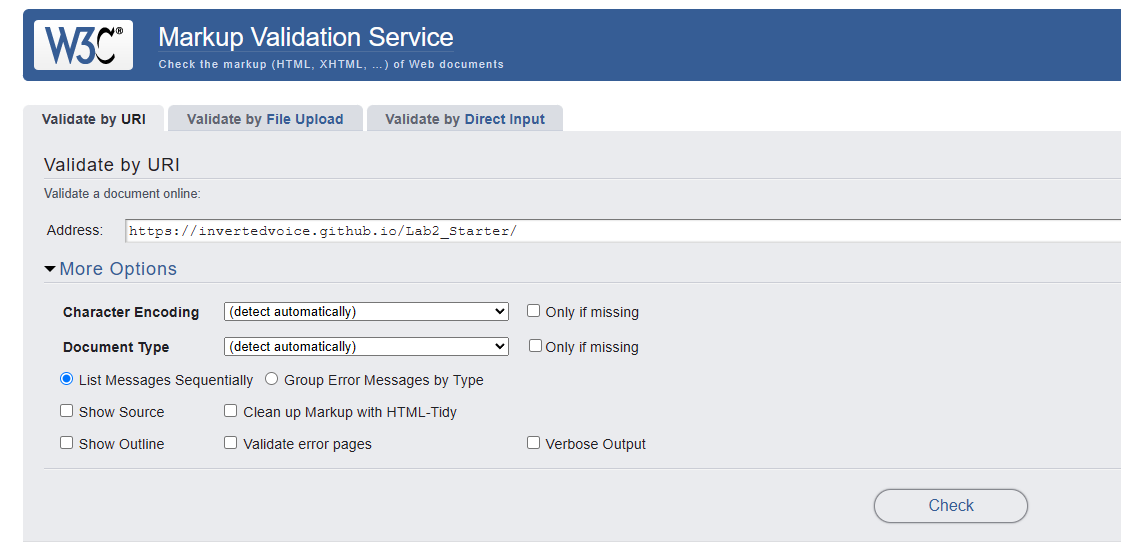 W3C®
Markup Validation Service
Check the markup (HTML, XHTML, …) of Web documents
Validate by URI Validate by File Upload Validate by Direct Input
Validate by URI
Validate a document online:
Address: https://invertedvoice.github.io/Lab2_Starter/
More Options
Character Encoding (detect automatically) Only if missing
Document Type (detect automatically) Only if missing
List Messages Sequentially Group Error Messages by Type
Show Source Clean up Markup with HTML-Tidy
Show Outline Validate error pages Verbose Output
Check